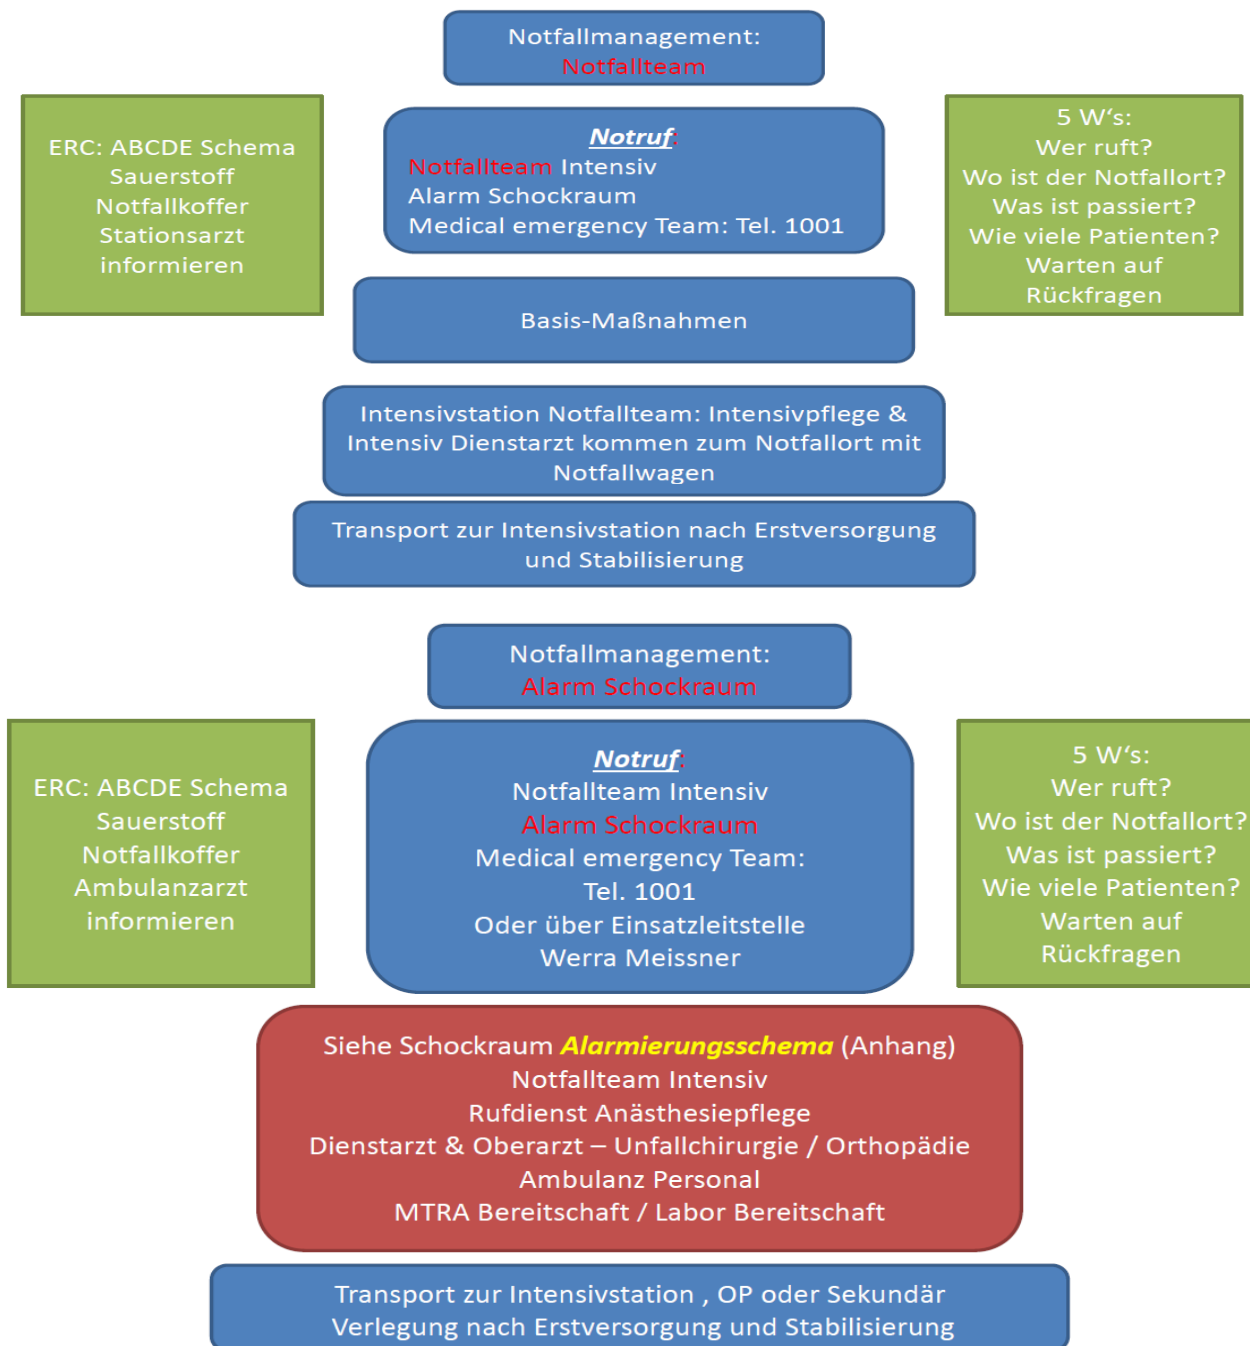 Notfallmanagement:
Notfallteam
ERC: ABCDE Schema
Sauerstoff
Notfallkoffer
Stationsarzt
informieren
Notruf:
Notfallteam Intensiv
Alarm Schockraum
Medical emergency Team: Tel. 1001
5 W‘s:
Wer ruft?
Wo ist der Notfallort?
Was ist passiert?
Wie viele Patienten?
Warten auf
Rückfragen
Basis-Maßnahmen
Intensivstation Notfallteam: Intensivpflege &
Intensiv Dienstarzt kommen zum Notfallort mit
Notfallwagen
Transport zur Intensivstation nach Erstversorgung
und Stabilisierung
Notfallmanagement:
Alarm Schockraum
ERC: ABCDE Schema
Sauerstoff
Notfallkoffer
Ambulanzarzt
informieren
Notruf:
Notfallteam Intensiv
Alarm Schockraum
Medical emergency Team:
Tel. 1001
Oder über Einsatzleitstelle
Werra Meissner
5 W‘s:
Wer ruft?
Wo ist der Notfallort?
Was ist passiert?
Wie viele Patienten?
Warten auf
Rückfragen
Siehe Schockraum Alarmierungsschema (Anhang)
Notfallteam Intensiv
Rufdienst Anästhesiepflege
Dienstarzt & Oberarzt – Unfallchirurgie / Orthopädie
Ambulanz Personal
MTRA Bereitschaft / Labor Bereitschaft
Transport zur Intensivstation , OP oder Sekundär
Verlegung nach Erstversorgung und Stabilisierung